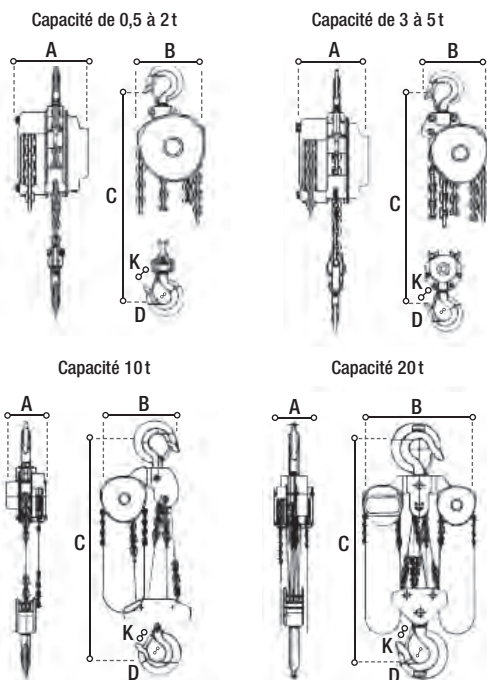 Capacité de 0,5 à 2 t
Capacité de 3 à 5 t
A
B
C
K
D
A
B
C
K
D
Capacité 10 t
Capacité 20 t
A
B
C
K
D
A
B
C
K
D